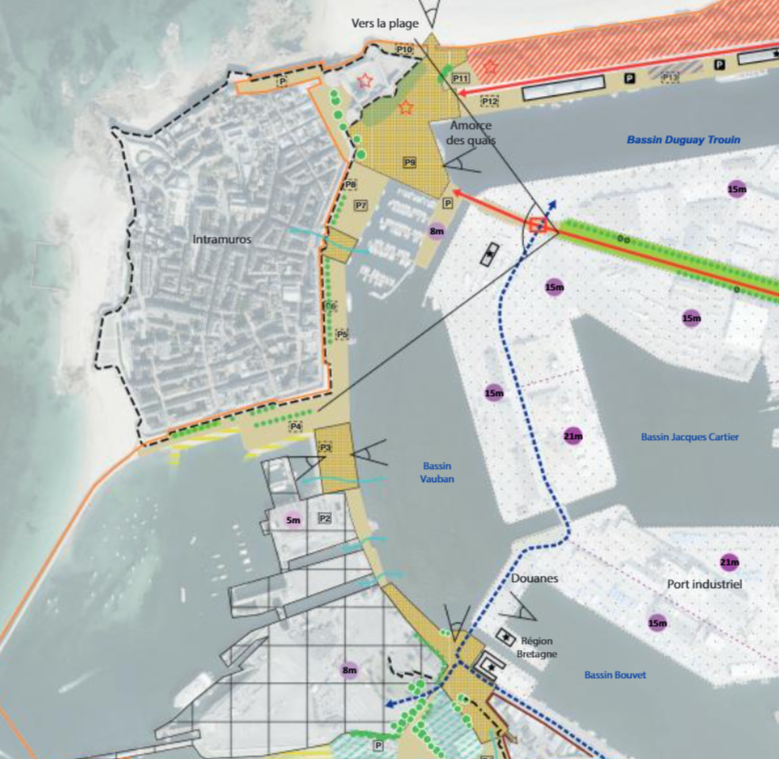 Vers la plage
P10
P
P11
P
P13
P
P12
Amorce
des quais
Bassin Duguay Trouin
P9
P8
15m
P7
P
8m
Intramuros
15m
P5
15m
15m
P4
21m
Bassin Jacques Cartier
P3
Bassin
Vauban
5m
P2
21m
Douanes
Port industriel
15m
Région
Bretagne
8m
Bassin Bouvet
P